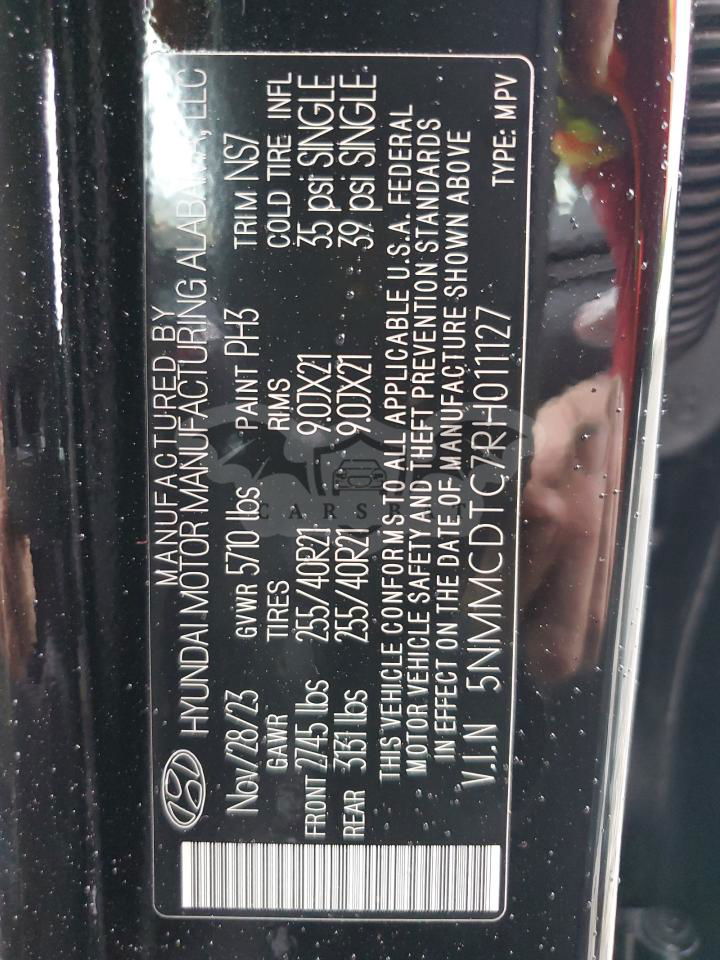 MANUFACTURED BY
HYUNDAI MOTOR MANUFACTURING ALABAMA, LLC
Nov/28/23 GVWR 5710 lbs PAINT PH3 TRIM NS7
GAWR TIRES RIMS COLD TIRE INFL
FRONT 2745 lbs 255/40R21 9.0JX21 35 psi SINGLE
REAR 3131 lbs 255/40R21 9.0JX21 39 psi SINGLE
THIS VEHICLE CONFORMS TO ALL APPLICABLE U.S.A. FEDERAL
MOTOR VEHICLE SAFETY AND THEFT PREVENTION STANDARDS
IN EFFECT ON THE DATE OF MANUFACTURE SHOWN ABOVE
V.I.N 5NMMCDTC7RH011127
TYPE: MPV
CARSBAT